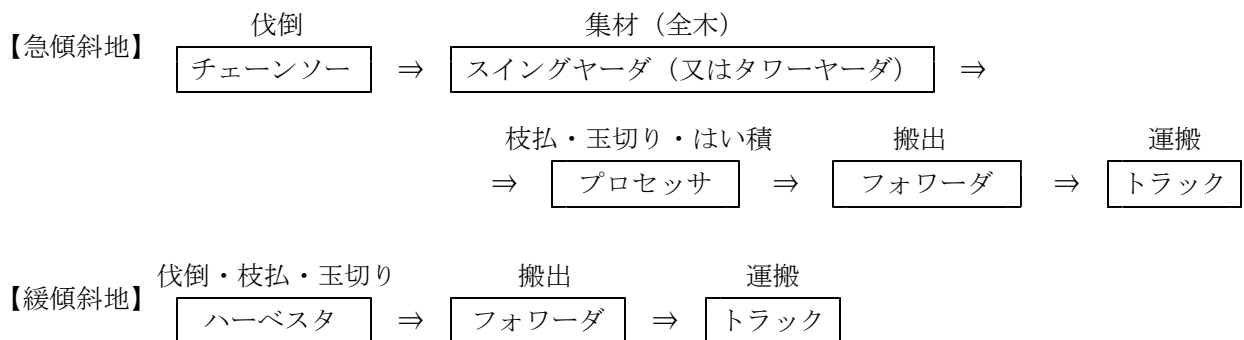 伐倒 集材（全木）
【急傾斜地】 チェーンソー ⇒ スイングヤーダ（又はタワーヤーダ） ⇒
枝払・玉切り・はい積 搬出 運搬
⇒ プロセッサ ⇒ フォワーダ ⇒ トラック
伐倒・枝払・玉切り 搬出 運搬
【緩傾斜地】 ハーベスタ ⇒ フォワーダ ⇒ トラック